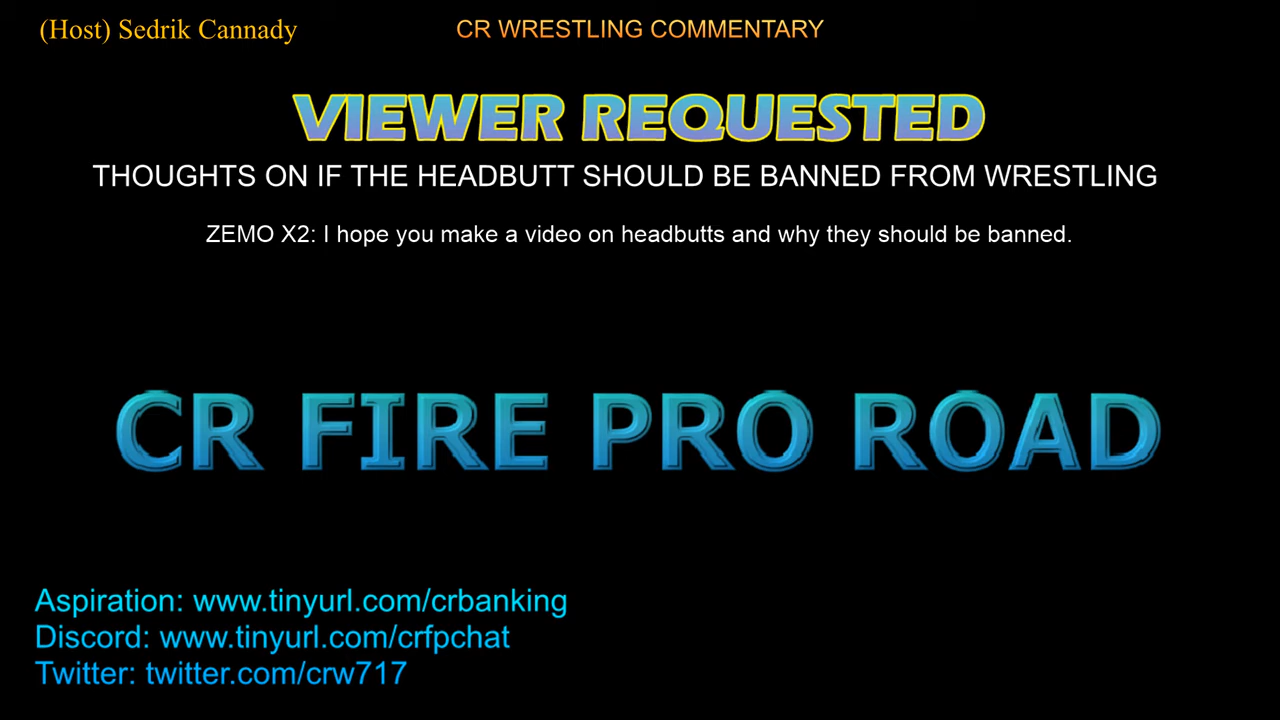 (Host) Sedrik Cannady
CR WRESTLING COMMENTARY
VIEWER REQUESTED
THOUGHTS ON IF THE HEADBUTT SHOULD BE BANNED FROM WRESTLING
ZEMO X2: I hope you make a video on headbutts and why they should be banned.
CR FIRE PRO ROAD
Aspiration: www.tinyurl.com/crbanking
Discord: www.tinyurl.com/crfpchat
Twitter: twitter.com/crw717